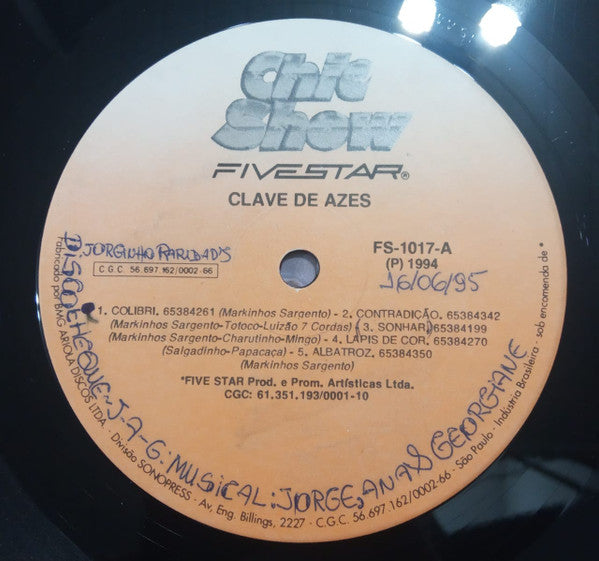 Chic
Show
FIVESTAR®
CLAVE DE AZES
JORGINHO RARIDADS
C.G.C. 56.697.162/0002-66
FS-1017-A
(P) 1994
16/06/95
1. COLIBRI. 65384261 (Markinhos Sargento) - 2. CONTRADIÇÃO. 65384342
(Markinhos Sargento-Totoco-Luizão 7 Cordas) (3. SONHAR) 65384199
(Markinhos Sargento-Charutinho-Mingo) - 4. LÁPIS DE COR. 65384270
(Salgadinho-Papacaça) - 5. ALBATROZ. 65384350
(Markinhos Sargento)
*FIVE STAR Prod. e Prom. Artísticas Ltda.
CGC: 61.351.193/0001-10
DISCOTHEQUE - J-A-G-MUSICAL: JORGE, ANA & GEORGIANE
Fabricado por BMG ARIOLA DISCOS LTDA. - Divisão SONOPRESS - Av, Eng. Billings, 2227 - C.G.C. 56.697.162/0002-66 - São Paulo - Indústria Brasileira - sob encomenda de *